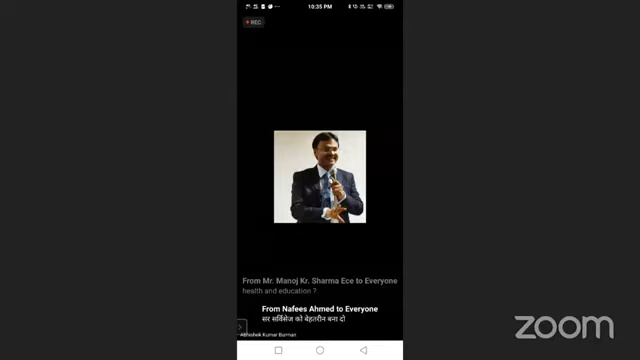 10:35 PM
REC
From Mr. Manoj Kr. Sharma Ece to Everyone
health and education ?
From Nafees Ahmed to Everyone
सर सर्विसेज को बेहतरीन बना दो
Abhishek Kumar Burman
zoom